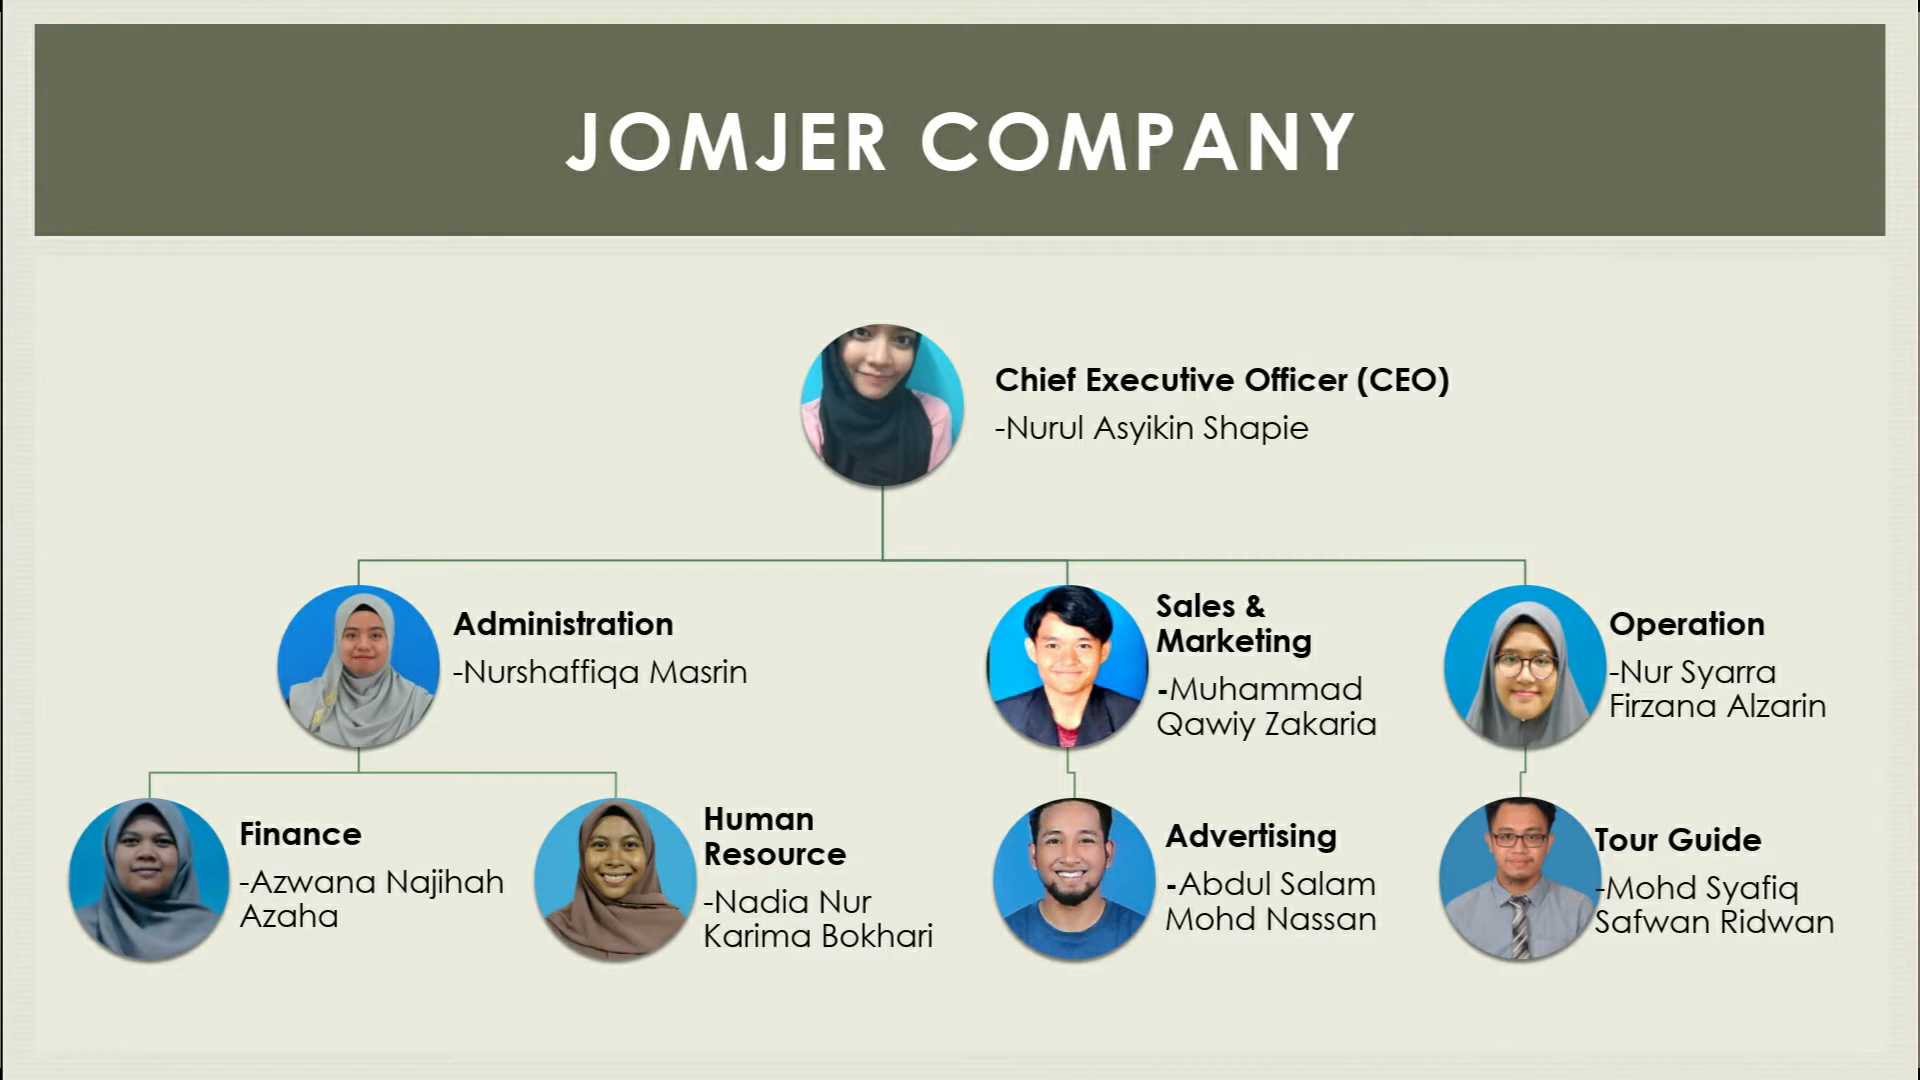 JOMJER COMPANY
Chief Executive Officer (CEO)
-Nurul Asyikin Shapie
Administration
-Nurshaffiqa Masrin
Sales &
Marketing
-Muhammad
Qawiy Zakaria
Operation
-Nur Syarra
Firzana Alzarin
Finance
-Azwana Najihah
Azaha
Human
Resource
-Nadia Nur
Karima Bokhari
Advertising
-Abdul Salam
Mohd Nassan
Tour Guide
-Mohd Syafiq
Safwan Ridwan